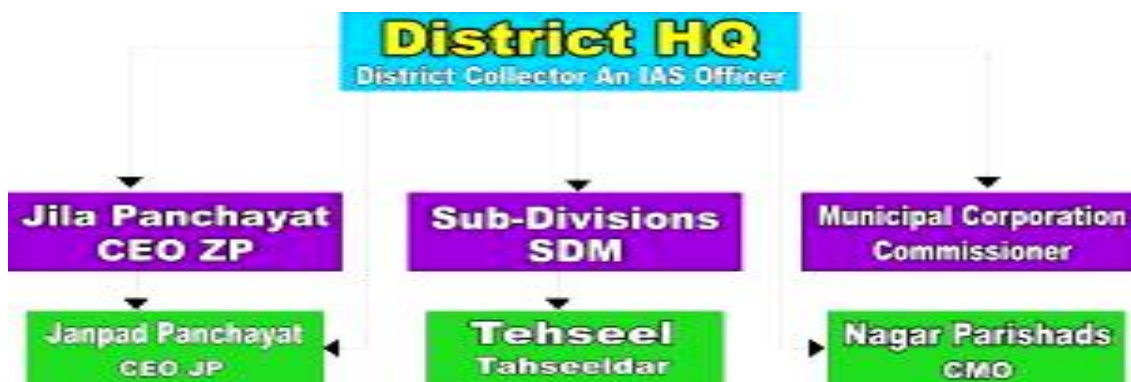 District HQ
District Collector An IAS Officer
Jila Panchayat
CEO ZP
Sub-Divisions
SDM
Municipal Corporation
Commissioner
Janpad Panchayat
CEO JP
Tehseel
Tahseeldar
Nagar Parishads
CMO